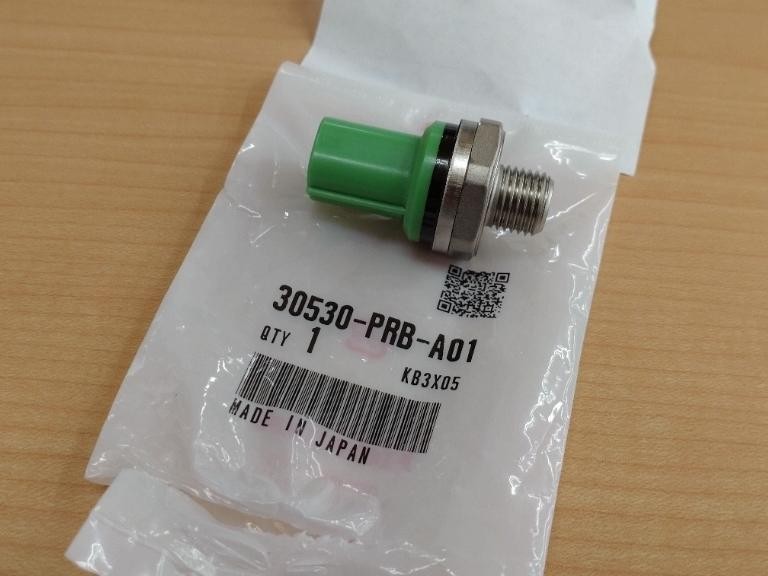 30530-PRB-A01
QTY 1
KB3X05
MADE IN JAPAN